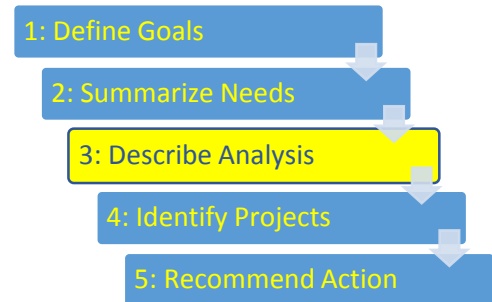 1: Define Goals
2: Summarize Needs
3: Describe Analysis
4: Identify Projects
5: Recommend Action